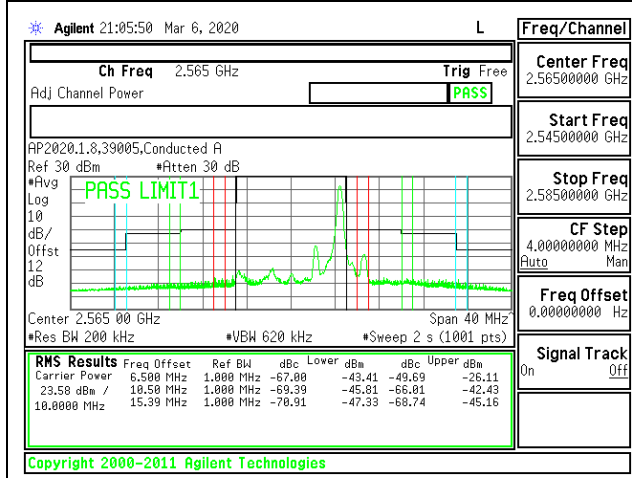 Agilent 21:05:50 Mar 6, 2020 L
Freq/Channel
Ch Freq 2.565 GHz Trig Free
Adj Channel Power PASS
Center Freq
2.56500000 GHz
Start Freq
2.54500000 GHz
Stop Freq
2.58500000 GHz
CF Step
4.00000000 MHz
Auto Man
Freq Offset
0.00000000 Hz
Signal Track
On Off
AP2020.1.8,39005,Conducted A
Ref 30 dBm #Atten 30 dB
#Avg
Log
10
dB/
Offst
12
dB
PASS LIMIT1
Center 2.565 00 GHz Span 40 MHz^
#Res BW 200 kHz #VBW 620 kHz #Sweep 2 s (1001 pts)
RMS Results Freq Offset Ref BW dBc Lower dBm dBc Upper dBm
Carrier Power 6.500 MHz 1.000 MHz -67.00 -43.41 -49.69 -26.11
23.58 dBm / 10.50 MHz 1.000 MHz -69.39 -45.81 -66.01 -42.43
10.0000 MHz 15.39 MHz 1.000 MHz -70.91 -47.33 -68.74 -45.16
Copyright 2000-2011 Agilent Technologies